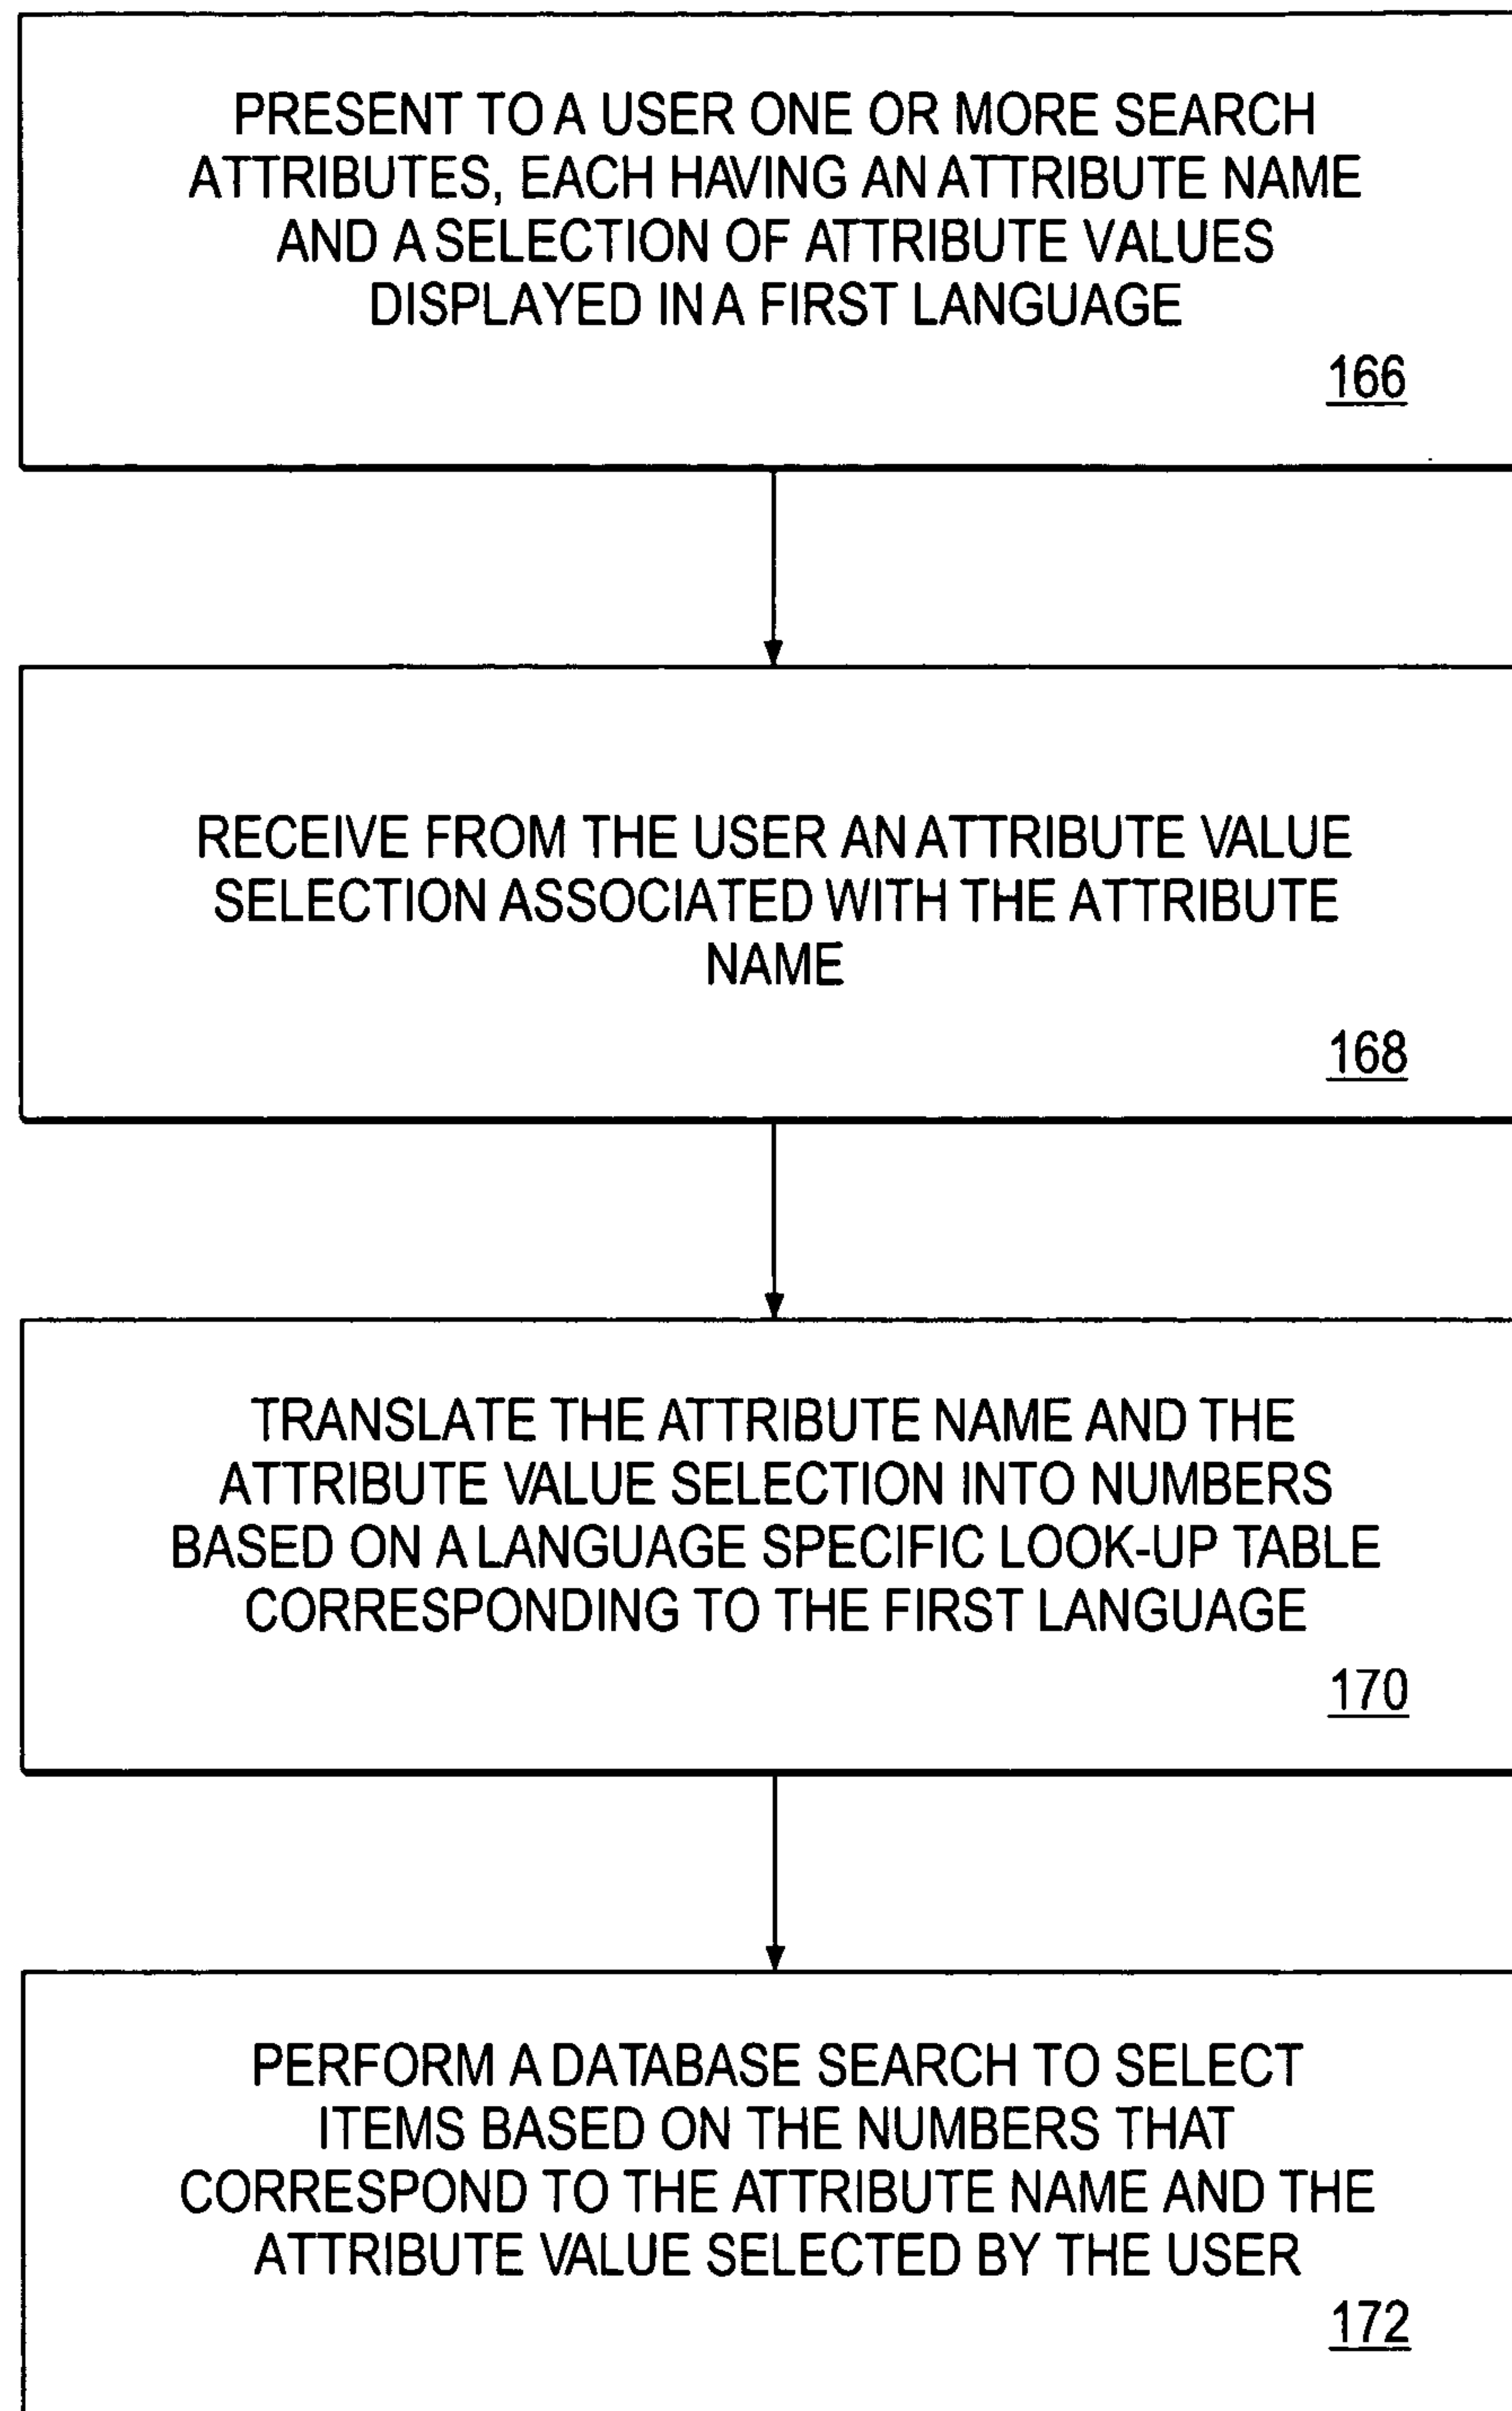 PRESENT TO A USER ONE OR MORE SEARCH
ATTRIBUTES, EACH HAVING AN ATTRIBUTE NAME
AND A SELECTION OF ATTRIBUTE VALUES
DISPLAYED IN A FIRST LANGUAGE
166
RECEIVE FROM THE USER AN ATTRIBUTE VALUE
SELECTION ASSOCIATED WITH THE ATTRIBUTE
NAME
168
TRANSLATE THE ATTRIBUTE NAME AND THE
ATTRIBUTE VALUE SELECTION INTO NUMBERS
BASED ON A LANGUAGE SPECIFIC LOOK-UP TABLE
CORRESPONDING TO THE FIRST LANGUAGE
170
PERFORM A DATABASE SEARCH TO SELECT
ITEMS BASED ON THE NUMBERS THAT
CORRESPOND TO THE ATTRIBUTE NAME AND THE
ATTRIBUTE VALUE SELECTED BY THE USER
172